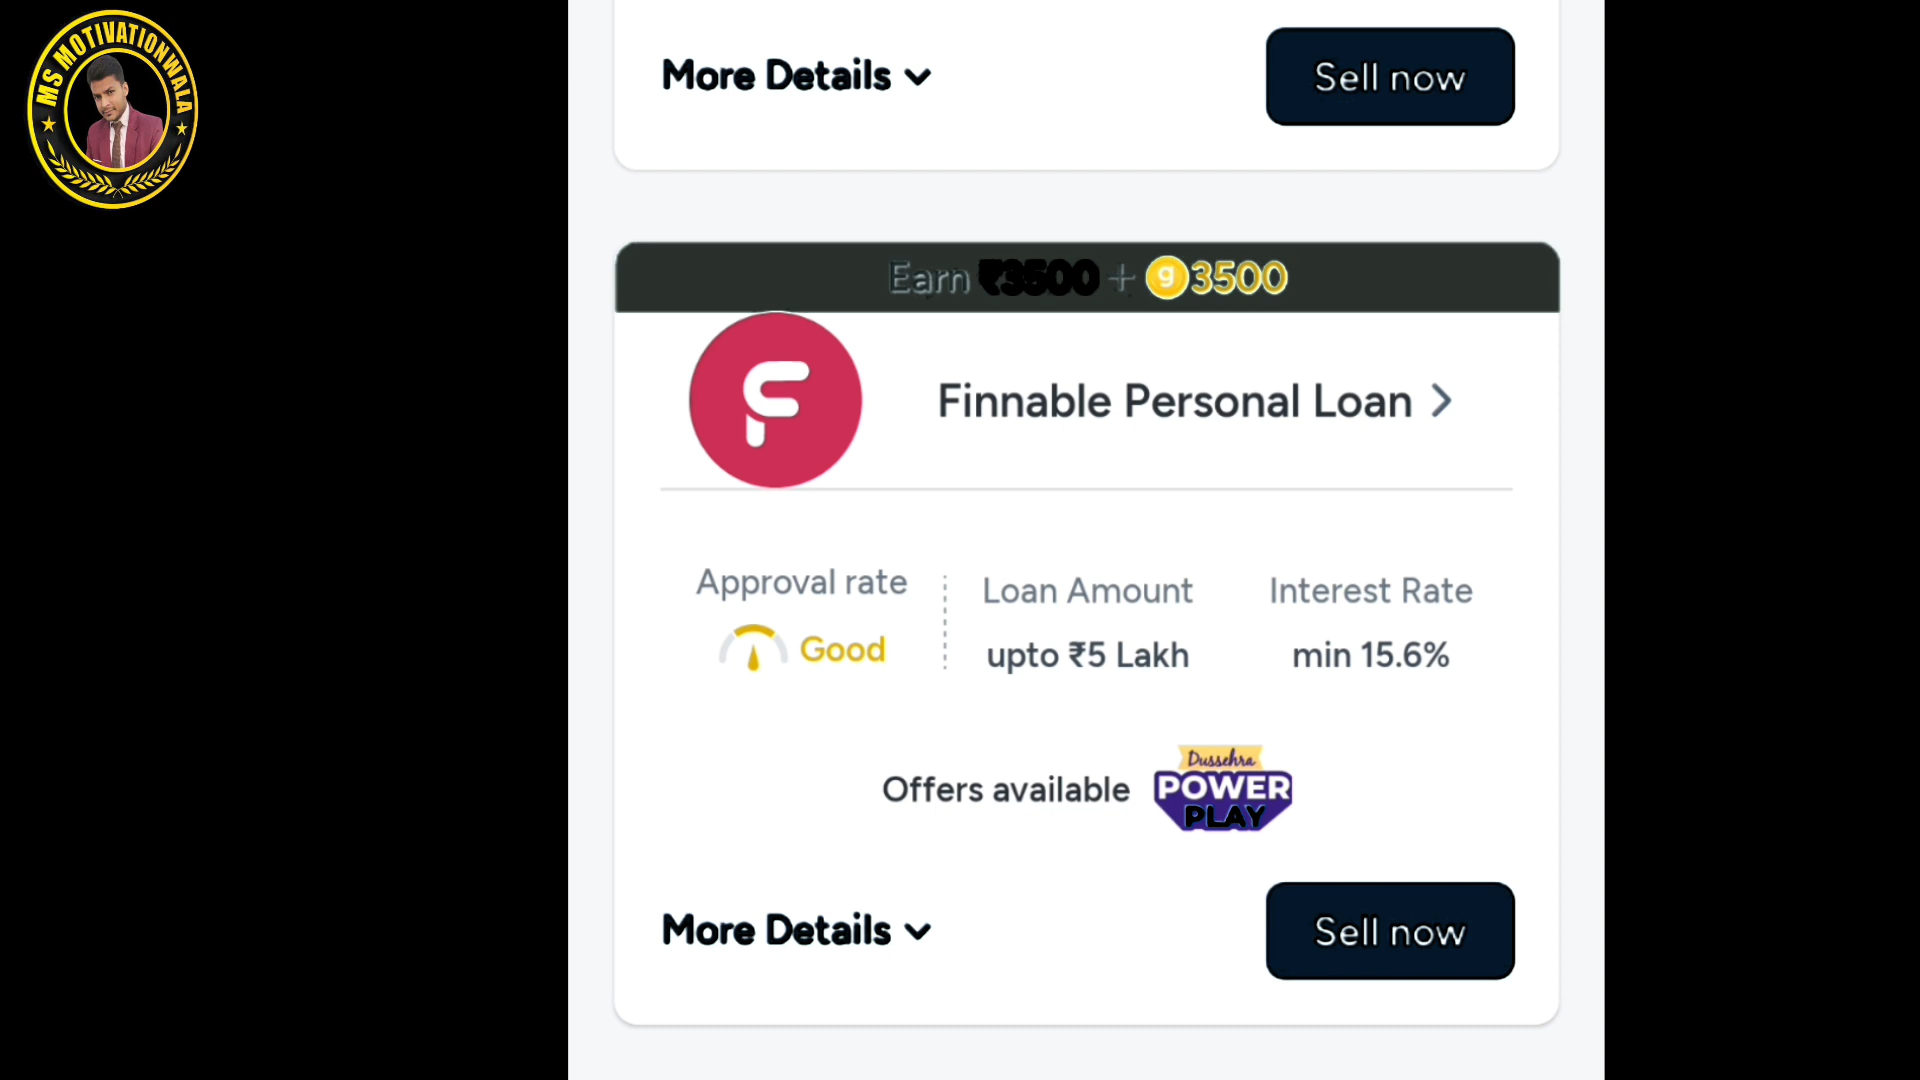 MS MOTIVATIONWALA
More Details
Sell now
Earn ₹3500 + g 3500
Finnable Personal Loan
Approval rate
Good
Loan Amount
upto ₹5 Lakh
Interest Rate
min 15.6%
Offers available
Dussehra
POWER
PLAY
More Details
Sell now